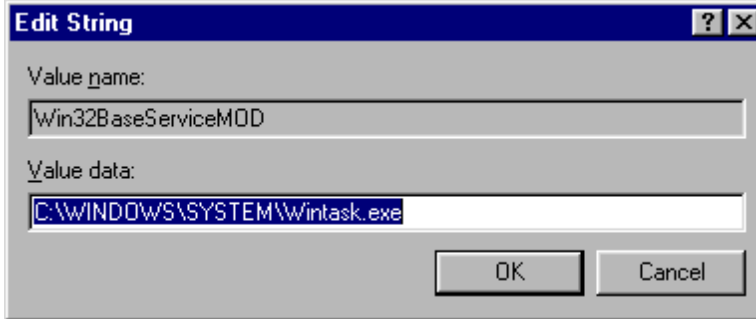 Edit String
Value name:
Win32BaseServiceMOD
Value data:
C:\WINDOWS\SYSTEM\Wintask.exe
OK Cancel